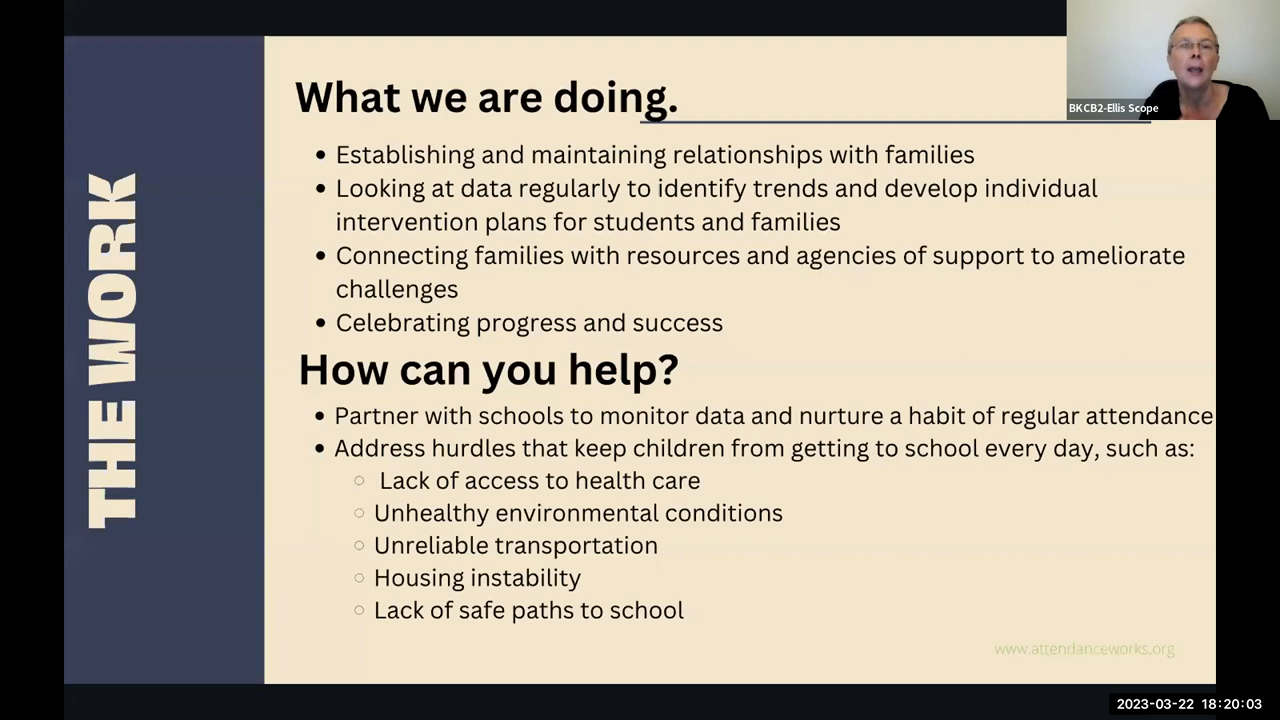 THE WORK
What we are doing.
• Establishing and maintaining relationships with families
• Looking at data regularly to identify trends and develop individual
intervention plans for students and families
• Connecting families with resources and agencies of support to ameliorate
challenges
• Celebrating progress and success
How can you help?
• Partner with schools to monitor data and nurture a habit of regular attendance
• Address hurdles that keep children from getting to school every day, such as:
○ Lack of access to health care
○ Unhealthy environmental conditions
○ Unreliable transportation
○ Housing instability
○ Lack of safe paths to school
www.attendanceworks.org
BKCB2-Ellis Scope
2023-03-22 18:20:03